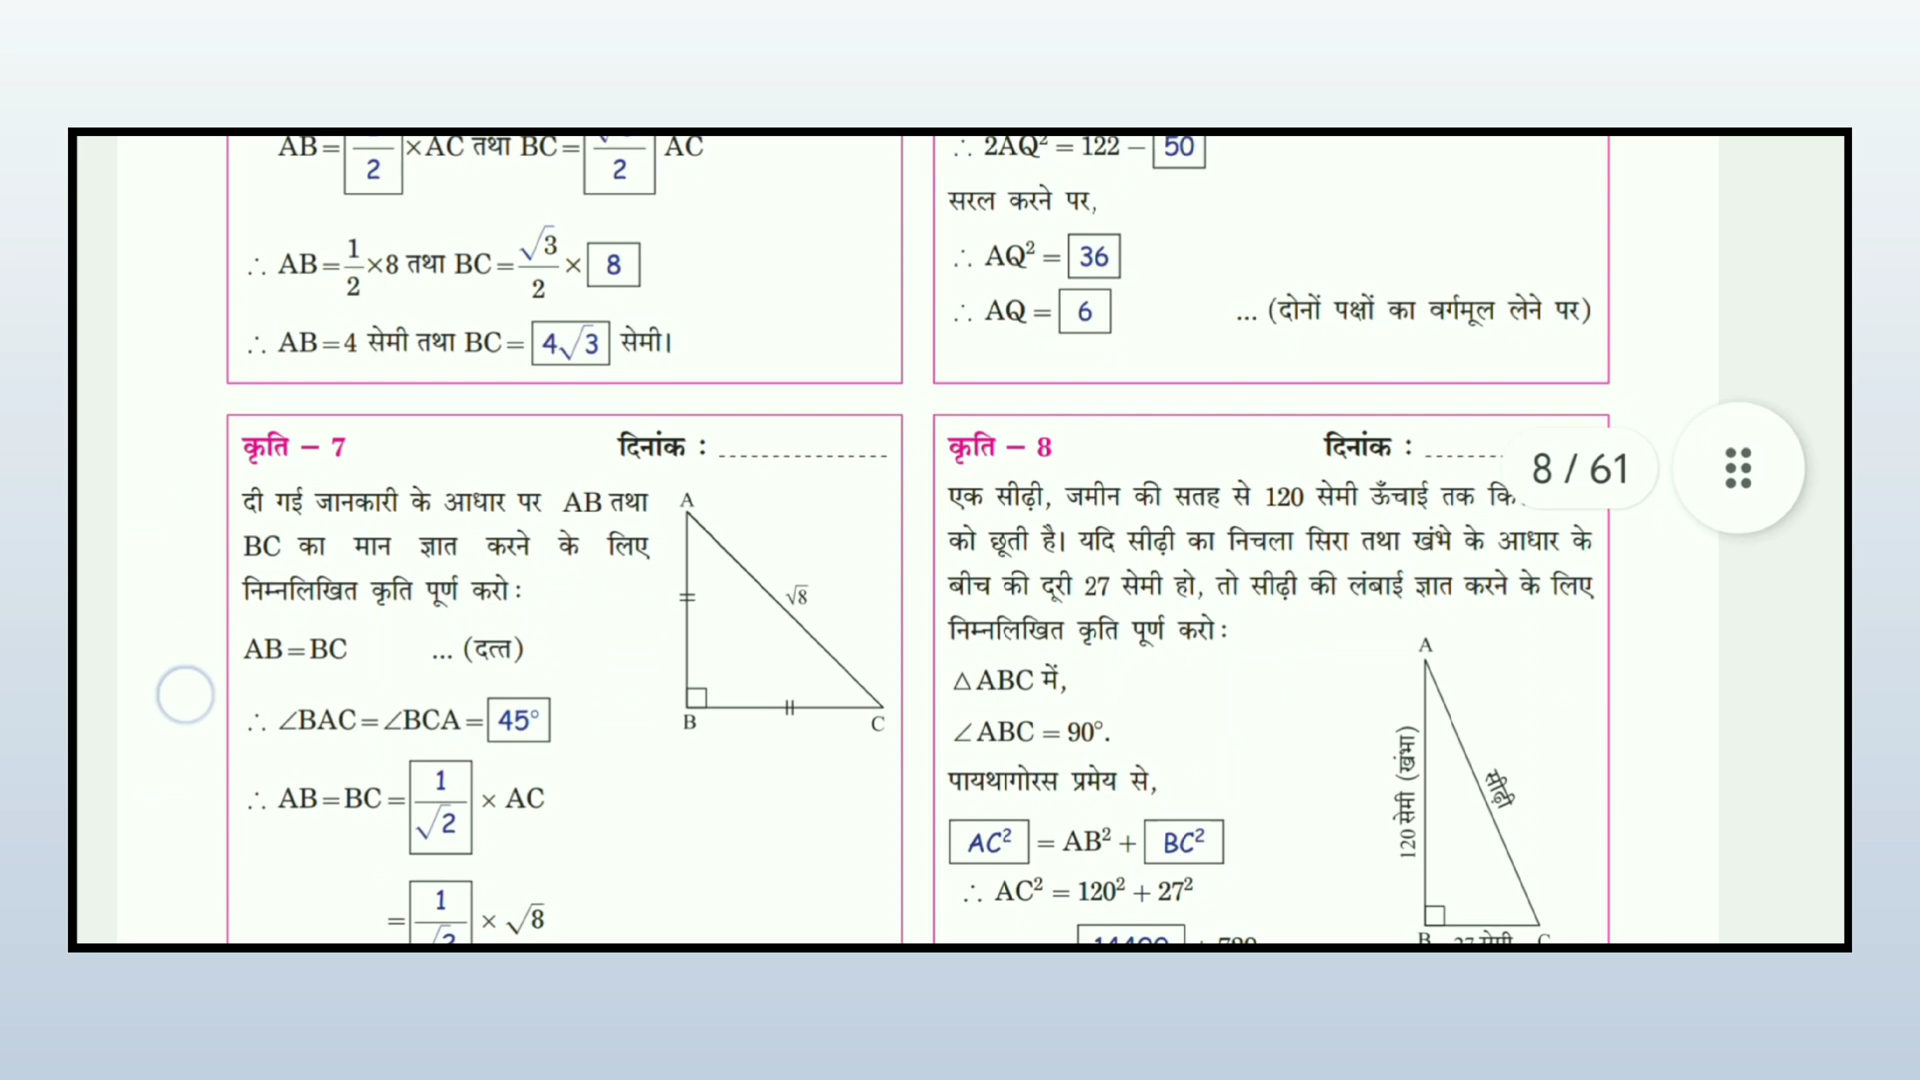 AB = 2 × AC तथा BC = 2 AC
∴ AB = 1/2 × 8 तथा BC = √3/2 × 8
∴ AB = 4 सेमी तथा BC = 4√3 सेमी।
∴ 2AQ² = 122 − 50
सरल करने पर,
∴ AQ² = 36
∴ AQ = 6 ... (दोनों पक्षों का वर्गमूल लेने पर)
कृति – 7 दिनांक :
दी गई जानकारी के आधार पर AB तथा
BC का मान ज्ञात करने के लिए
निम्नलिखित कृति पूर्ण करो:
AB = BC ... (दत्त)
∴ ∠BAC = ∠BCA = 45°
∴ AB = BC = 1/√2 × AC
= 1/√2 × √8
A
√8
B
C
कृति – 8 दिनांक :
8 / 61
एक सीढ़ी, जमीन की सतह से 120 सेमी ऊँचाई तक
को छूती है। यदि सीढ़ी का निचला सिरा तथा खंभे के आधार के
बीच की दूरी 27 सेमी हो, तो सीढ़ी की लंबाई ज्ञात करने के लिए
निम्नलिखित कृति पूर्ण करो:
△ ABC में,
∠ABC = 90°.
पायथागोरस प्रमेय से,
AC² = AB² + BC²
∴ AC² = 120² + 27²
14400 + 729
A
120 सेमी (खंभा)
सीढ़ी
B 27 सेमी C